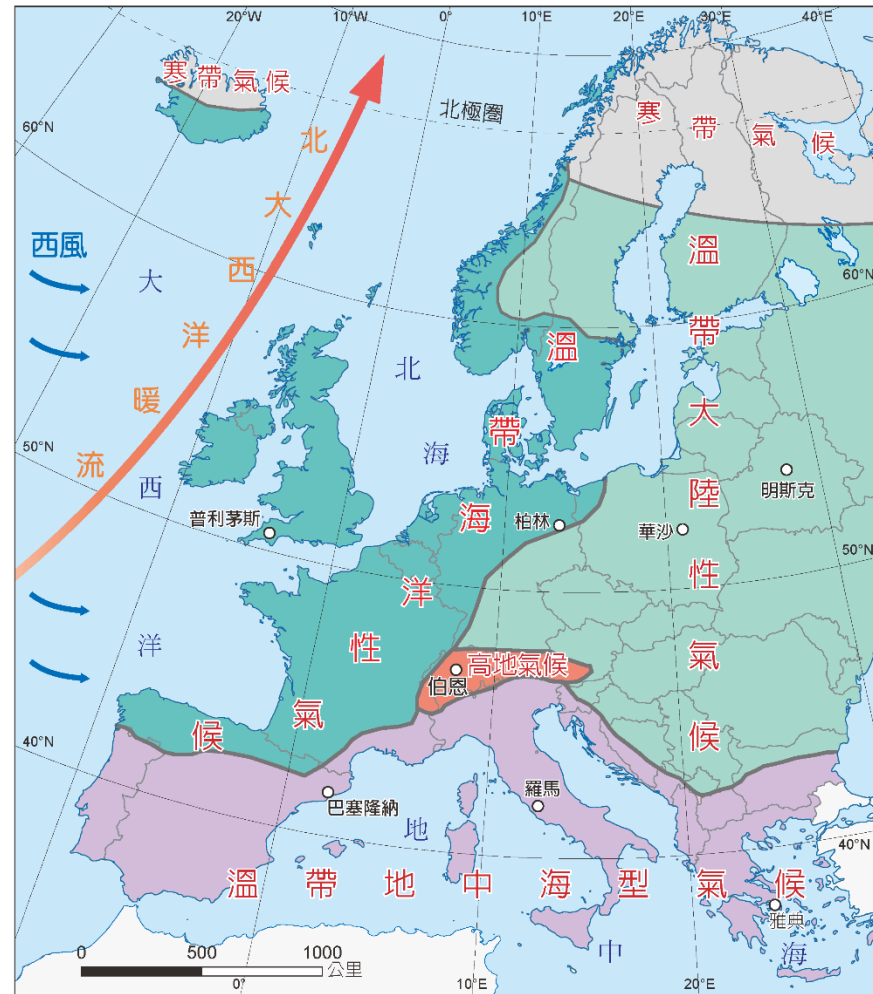 20°W
10°W
0°
10°E
20°E
30°E
40°E
寒帶氣候
60°N
北極圈
寒帶氣候
北大西洋暖流
西風
大西洋
北海
溫帶海洋性氣候
溫帶大陸性氣候
60°N
50°N
普利茅斯
柏林
華沙
明斯克
50°N
高地氣候
伯恩
40°N
巴塞隆納
羅馬
地中海
40°N
溫帶地中海型氣候
雅典
0
500
1000
公里
0°
10°E
20°E